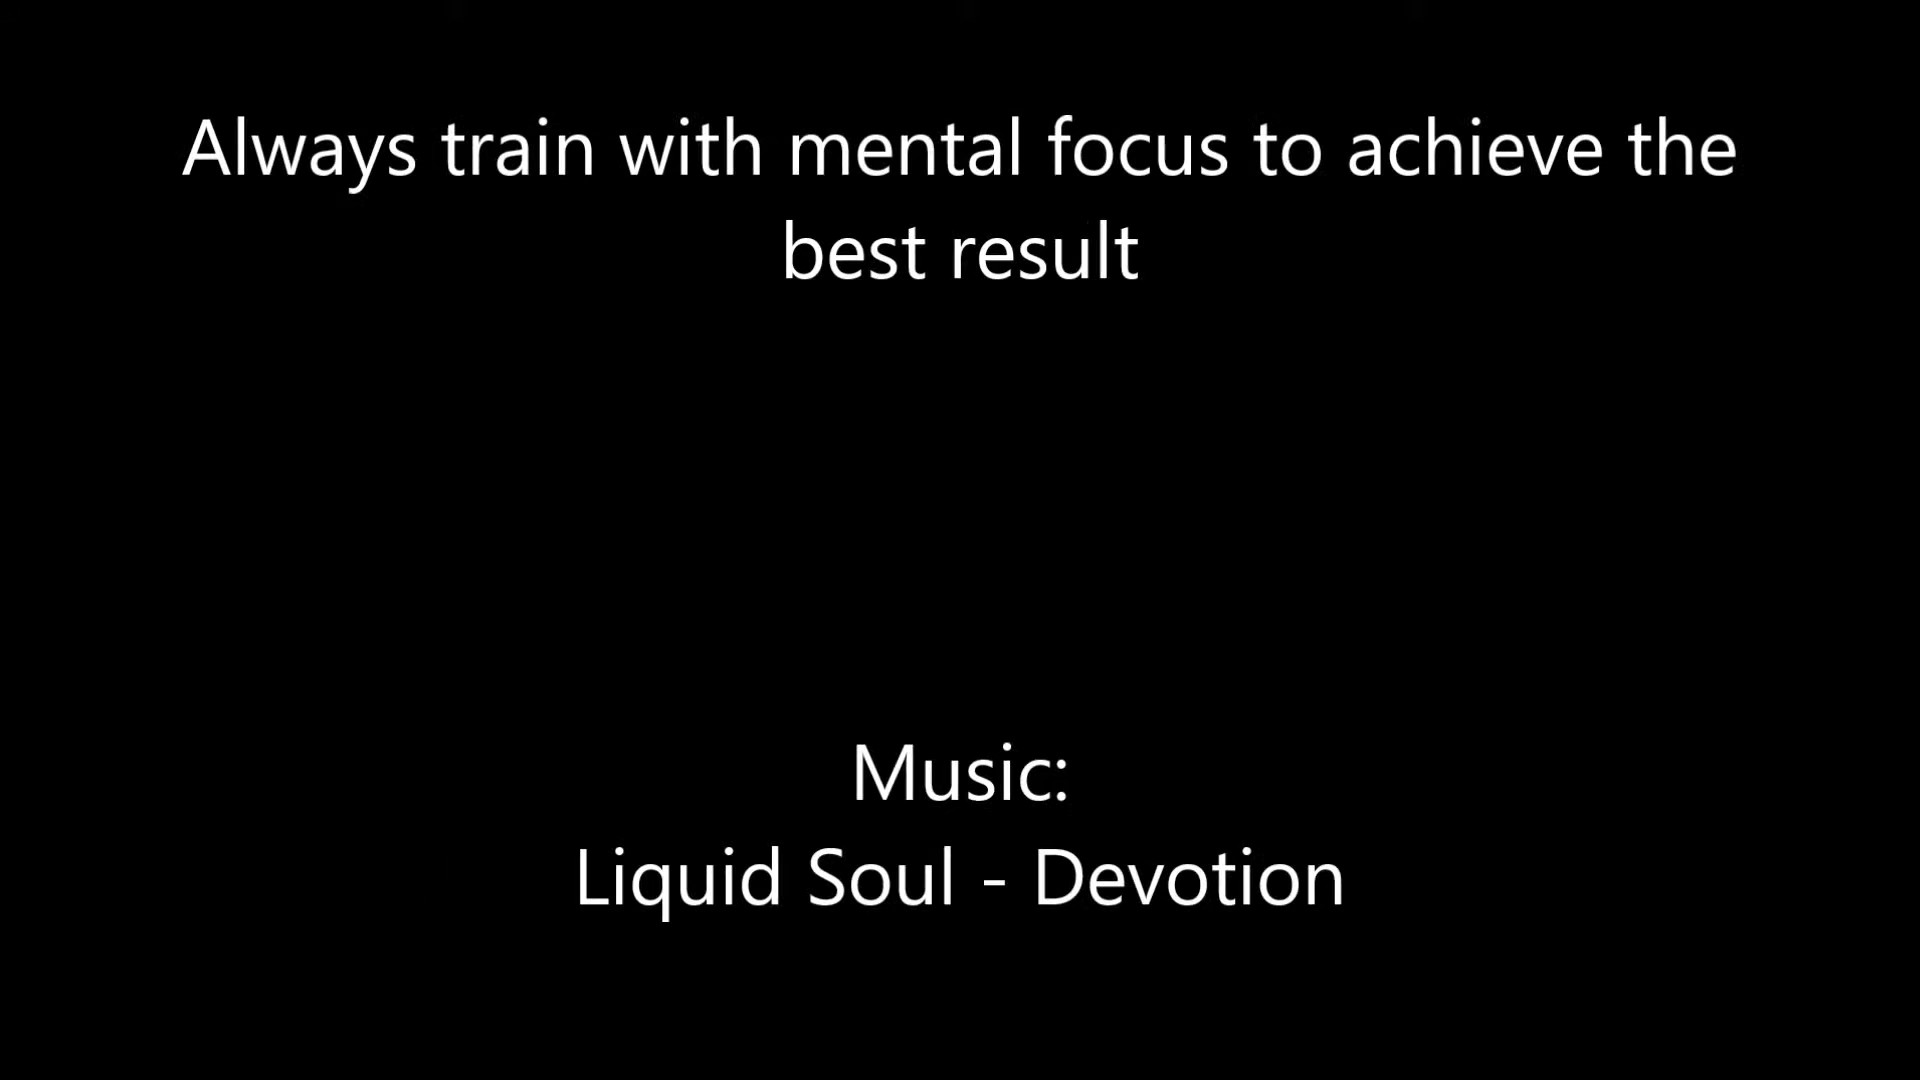 Always train with mental focus to achieve the
best result
Music:
Liquid Soul - Devotion